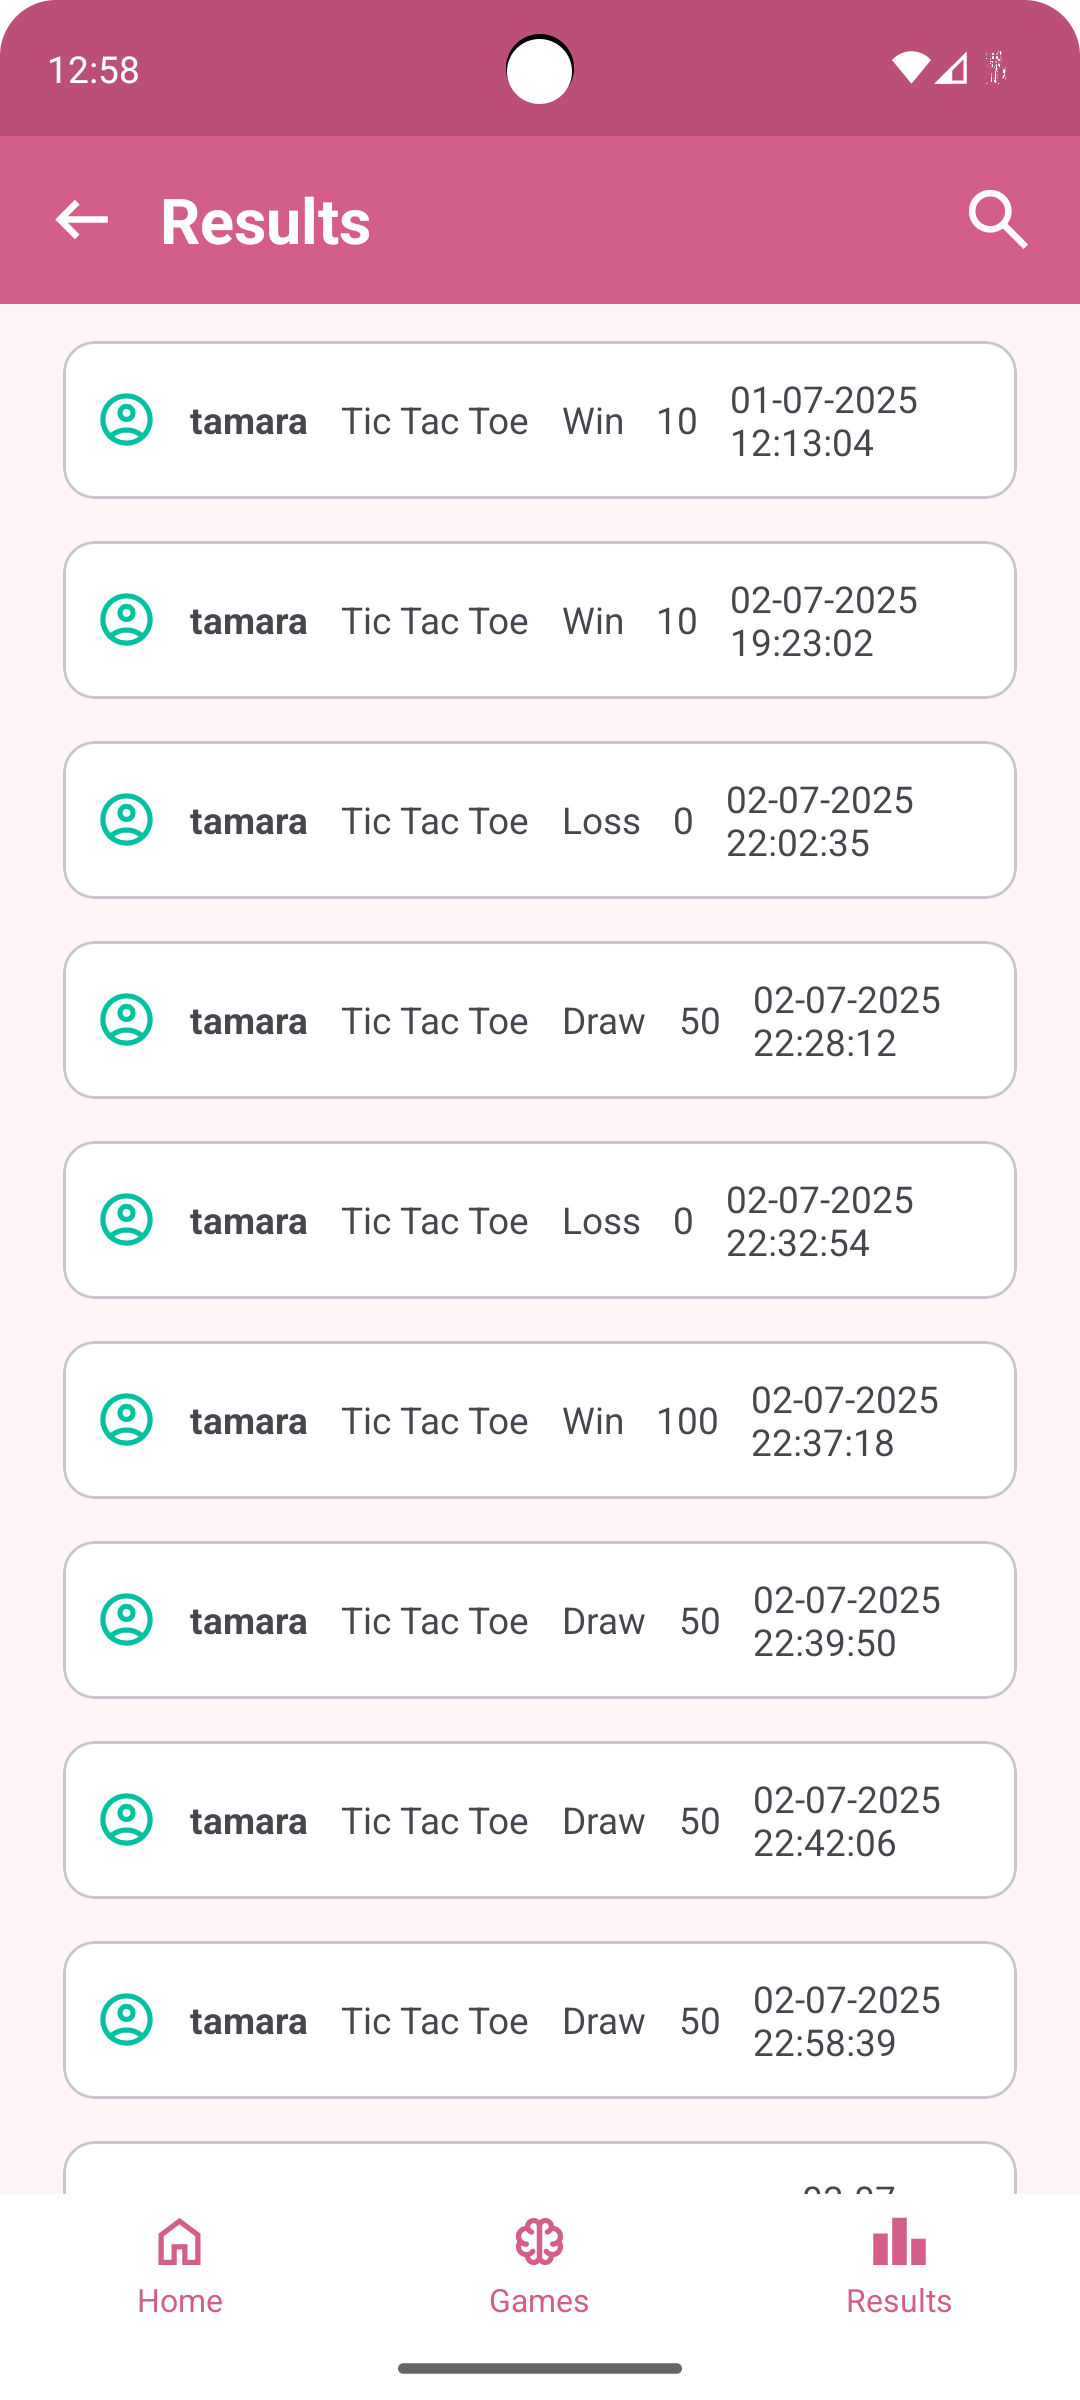 12:58
Results
tamara Tic Tac Toe Win 10 01-07-2025
12:13:04
tamara Tic Tac Toe Win 10 02-07-2025
19:23:02
tamara Tic Tac Toe Loss 0 02-07-2025
22:02:35
tamara Tic Tac Toe Draw 50 02-07-2025
22:28:12
tamara Tic Tac Toe Loss 0 02-07-2025
22:32:54
tamara Tic Tac Toe Win 100 02-07-2025
22:37:18
tamara Tic Tac Toe Draw 50 02-07-2025
22:39:50
tamara Tic Tac Toe Draw 50 02-07-2025
22:42:06
tamara Tic Tac Toe Draw 50 02-07-2025
22:58:39
Home
Games
Results